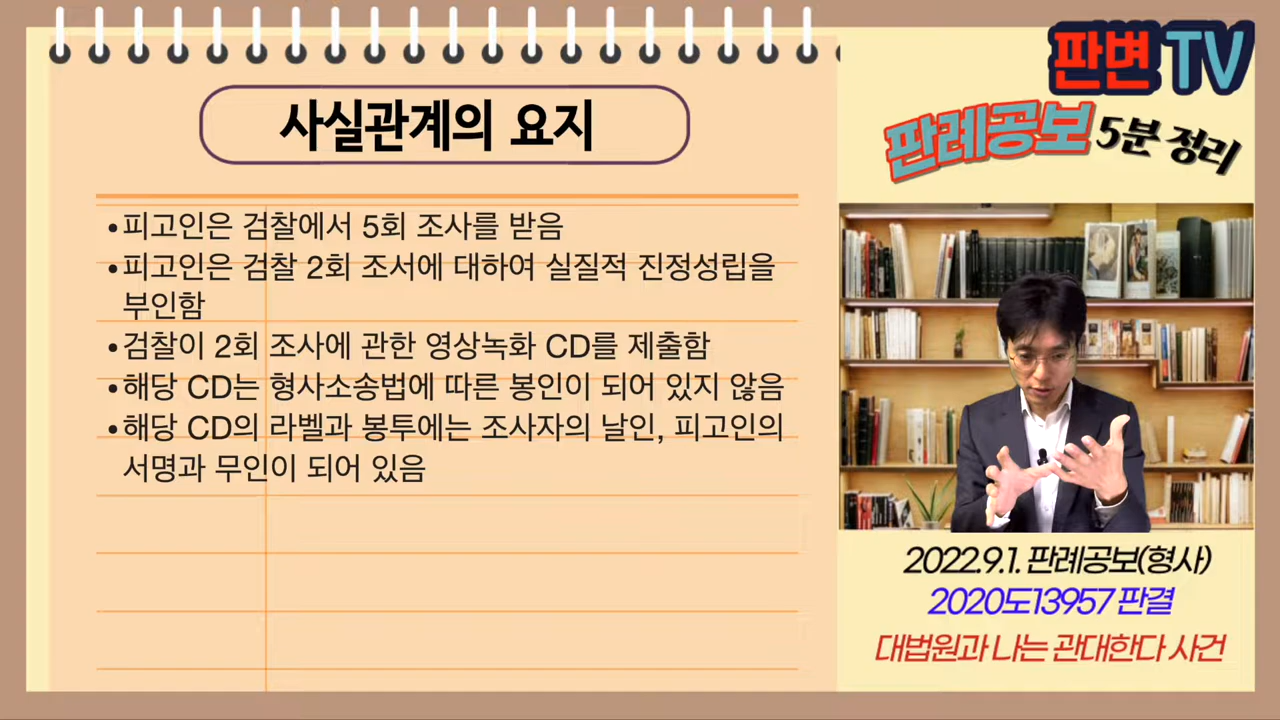 사실관계의 요지
•피고인은 검찰에서 5회 조사를 받음
•피고인은 검찰 2회 조서에 대하여 실질적 진정성립을
부인함
•검찰이 2회 조사에 관한 영상녹화 CD를 제출함
•해당 CD는 형사소송법에 따른 봉인이 되어 있지 않음
•해당 CD의 라벨과 봉투에는 조사자의 날인, 피고인의
서명과 무인이 되어 있음
판변 TV
판례공보 5분 정리
2022.9.1. 판례공보(형사)
2020도13957 판결
대법원과 나는 관대한다 사건